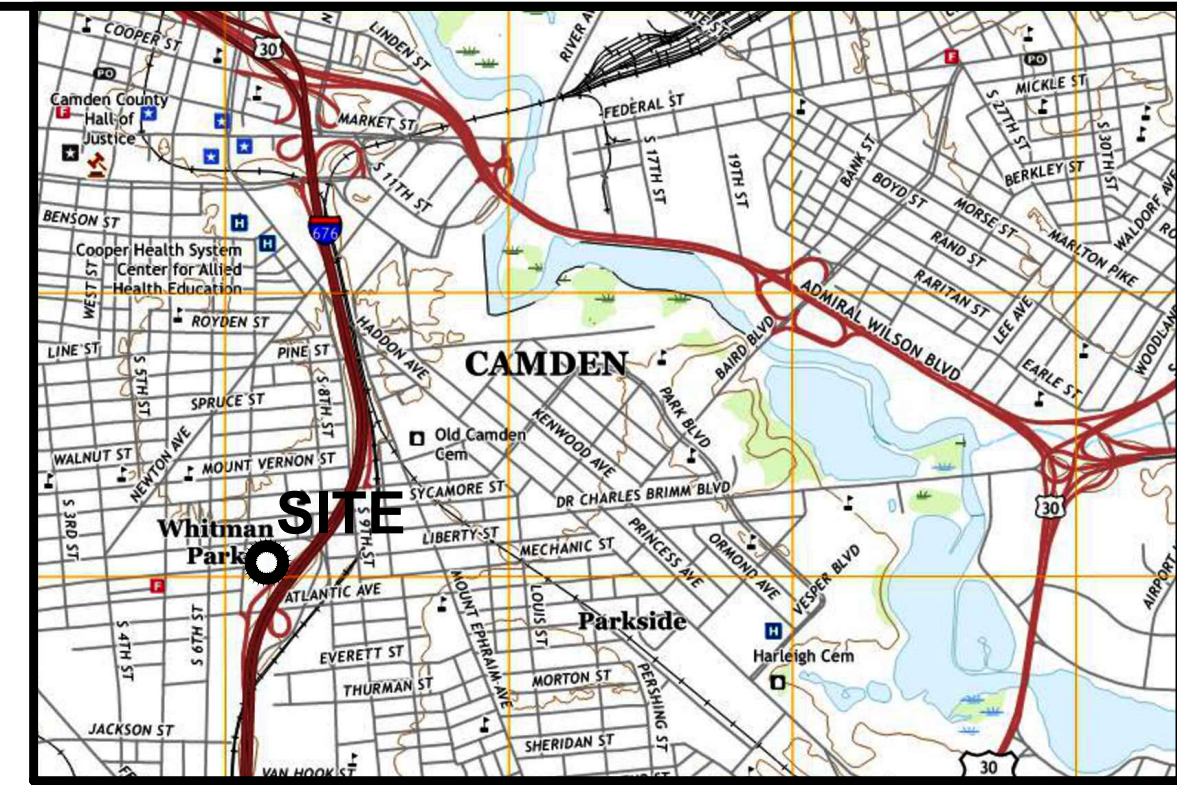 COOPER ST
30
N
LINDEN ST
RIVER A
ATE ST
F
PO
MICKLE ST
PO
Camden County
Hall of
Justice
F
MARKET ST
FEDERAL ST
S 27TH ST
S 30TH ST
S 11TH ST
S 17TH ST
19TH ST
BANK ST
BERKLEY ST
BOYD ST
MORSE ST
WALDORF AVE
BENSON ST
H
676
RO
Cooper Health System
Center for Allied
Health Education
H
RAND ST
MARLTON PIKE
WEST ST
RARITAN ST
ADMIRAL WILSON BLVD
ROYDEN ST
HADDON AVE
LEE AVE
WOODLAN
LINE ST
PINE ST
CAMDEN
BAIRD BLVD
S
S 5TH ST
S 8TH ST
EARLE ST
SPRUCE ST
PARK BLVD
KENWOOD AVE
Old Camden
Cem
WALNUT ST
NEWTON AVE
MOUNT VERNON ST
SYCAMORE ST
DR CHARLES BRIMM BLVD
SITE
30
S 3RD ST
Whitman
Park
S 9TH ST
LIBERTY ST
MECHANIC ST
PRINCESS AVE
ORMOND AVE
VESPER BLVD
AIRPORT
F
ATLANTIC AVE
MOUNT EPHRAIM AVE
LOUIS ST
Parkside
S 4TH ST
S 6TH ST
H
Harleigh Cem
EVERETT ST
THURMAN ST
MORTON ST
PERSHING ST
JACKSON ST
SHERIDAN ST
VAN HOOK ST
30